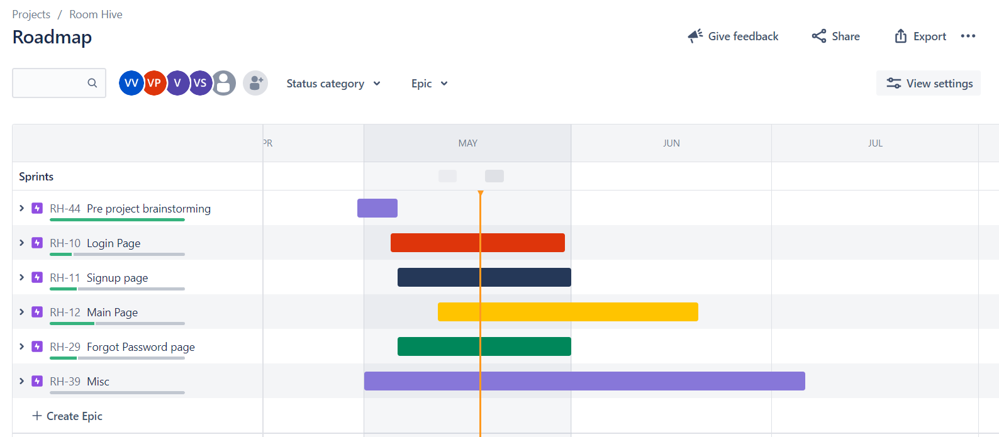 Projects / Room Hive
Roadmap
Give feedback
Share
Export
VV VP V VS
Status category
Epic
View settings
PR MAY JUN JUL
Sprints
RH-44 Pre project brainstorming
RH-10 Login Page
RH-11 Signup page
RH-12 Main Page
RH-29 Forgot Password page
RH-39 Misc
+ Create Epic